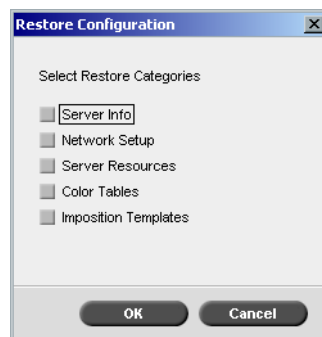 Restore Configuration
Select Restore Categories
Server Info
Network Setup
Server Resources
Color Tables
Imposition Templates
OK
Cancel